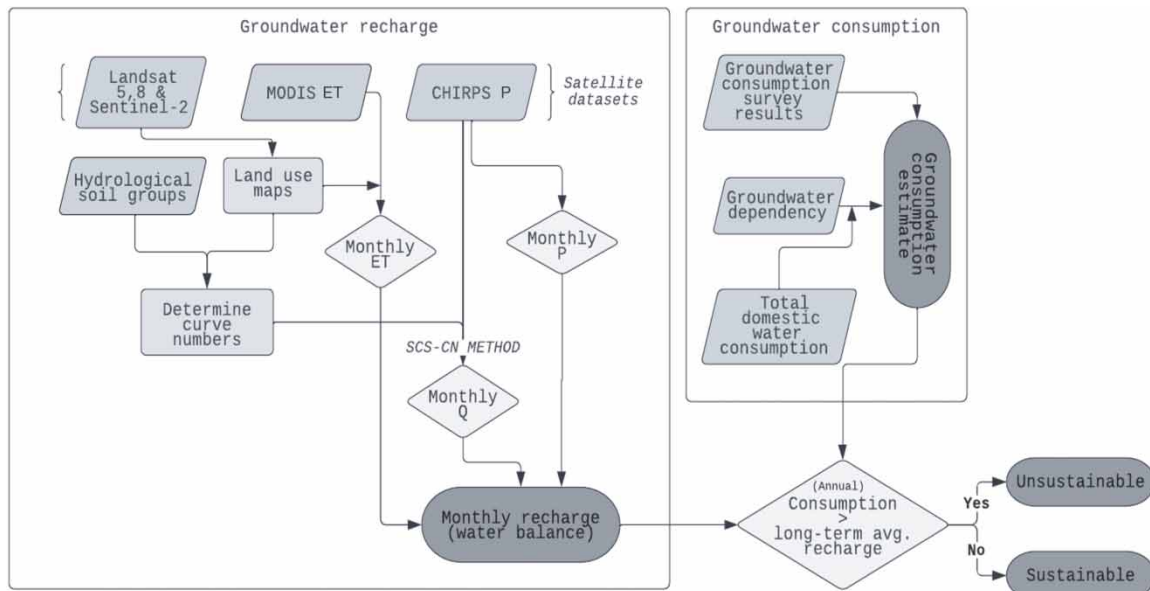 Groundwater recharge
Landsat
5,8 &
Sentinel-2
MODIS ET
CHIRPS P
Satellite
datasets
Hydrological
soil groups
Land use
maps
Monthly
ET
Monthly
P
Determine
curve
numbers
SCS-CN METHOD
Monthly
Q
Monthly recharge
(water balance)
Groundwater consumption
Groundwater
consumption
survey
results
Groundwater
dependency
Groundwater
consumption
estimate
Total
domestic
water
consumption
(Annual)
Consumption
>
long-term avg.
recharge
Yes
Unsustainable
No
Sustainable